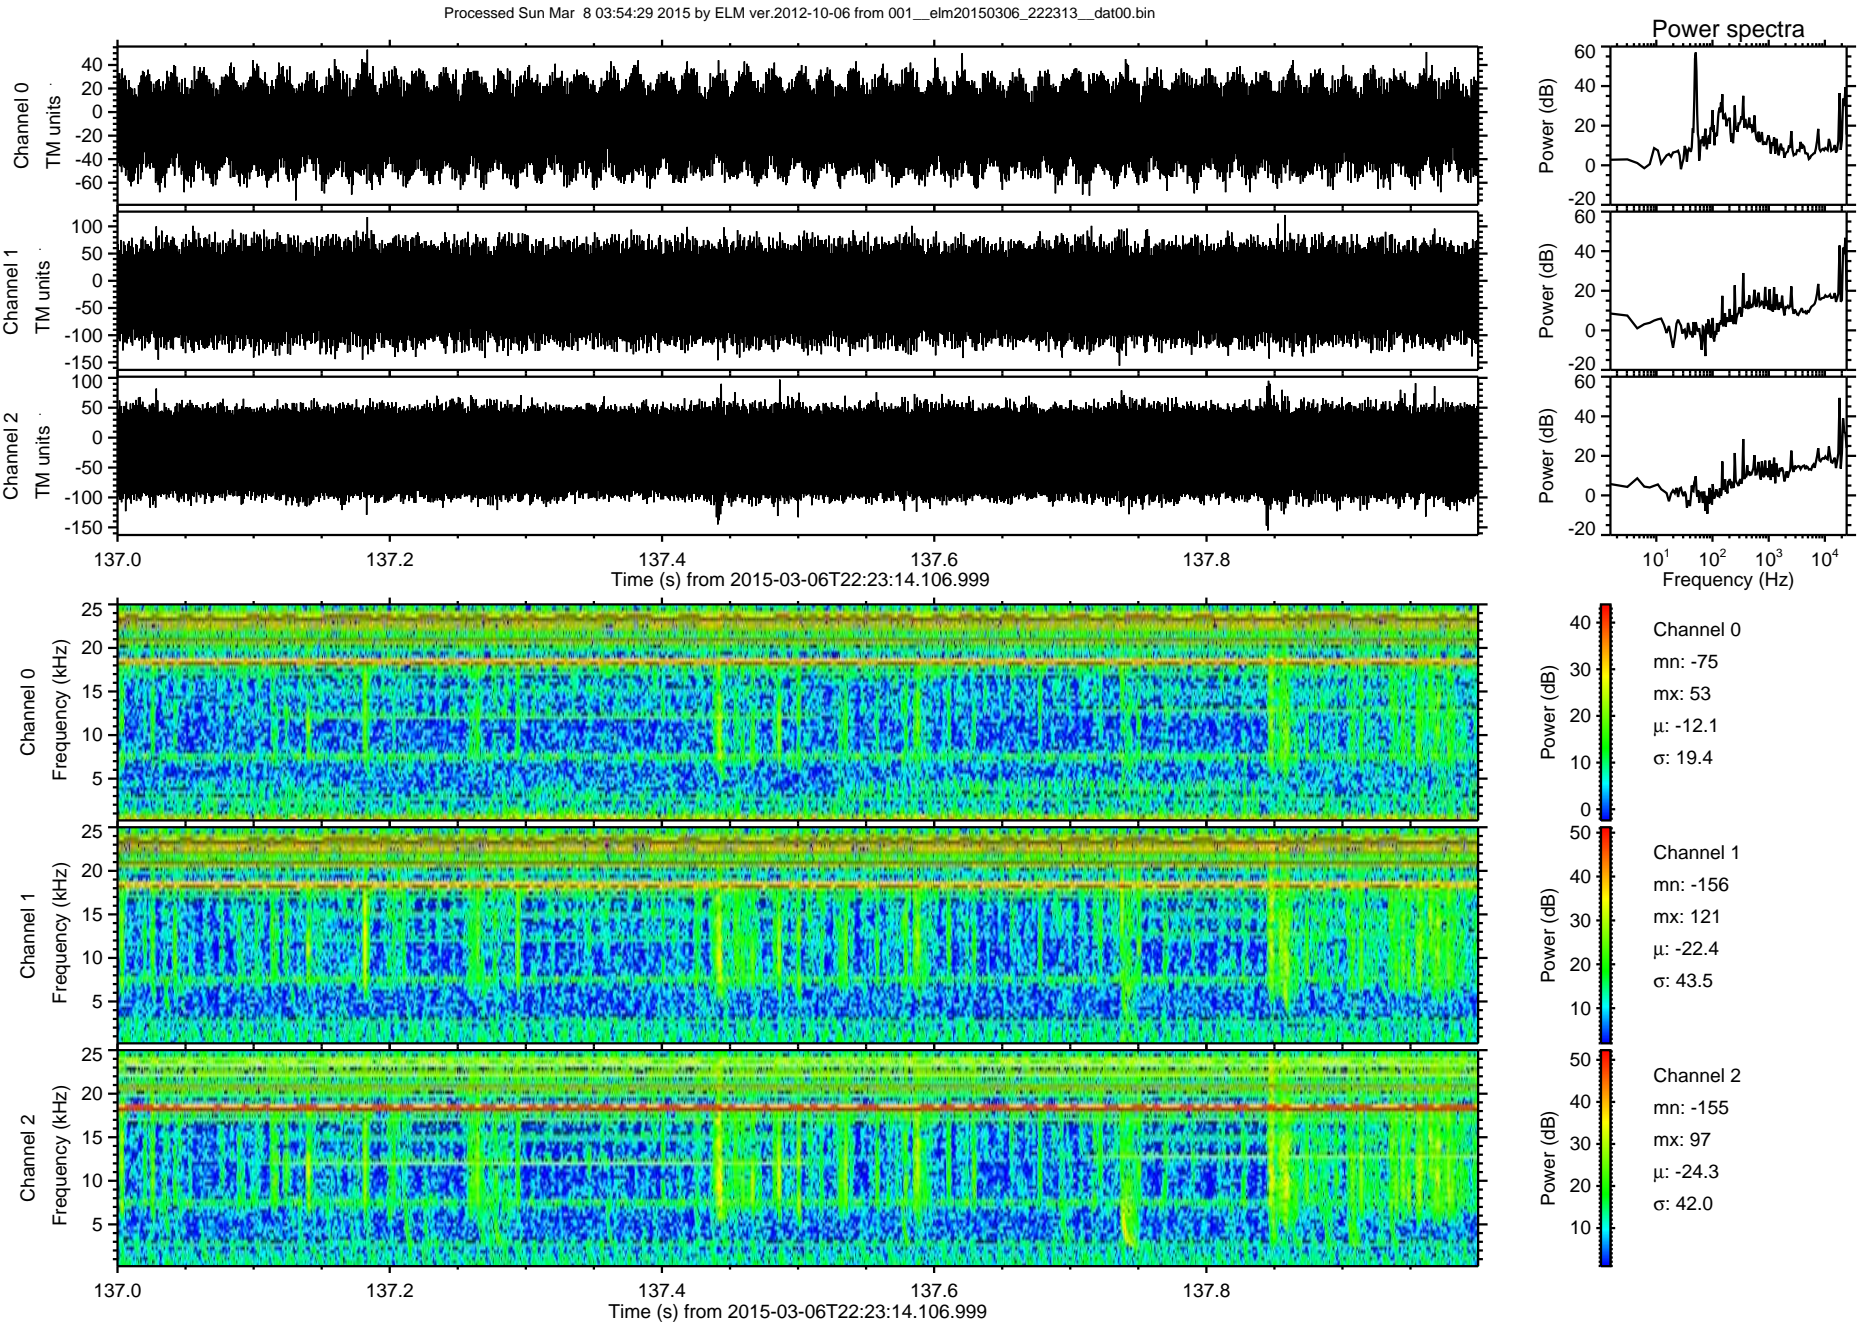 Processed Sun Mar  8 03:54:29 2015 by ELM ver.2012-10-06 from 001__elm20150306_222313__dat00.bin
Power spectra
Channel 0
TM units
40
20
0
-20
-40
-60
Power (dB)
60
40
20
0
-20
Channel 1
TM units
100
50
0
-50
-100
-150
Power (dB)
60
40
20
0
-20
Channel 2
TM units
100
50
0
-50
-100
-150
Power (dB)
60
40
20
0
-20
137.0 137.2 137.4 137.6 137.8
Time (s) from 2015-03-06T22:23:14.106.999
10^1 10^2 10^3 10^4
Frequency (Hz)
Channel 0
Frequency (kHz)
25
20
15
10
5
Power (dB)
40
30
20
10
0
Channel 0
mn: -75
mx: 53
μ: -12.1
σ: 19.4
Channel 1
Frequency (kHz)
25
20
15
10
5
Power (dB)
50
40
30
20
10
Channel 1
mn: -156
mx: 121
μ: -22.4
σ: 43.5
Channel 2
Frequency (kHz)
25
20
15
10
5
Power (dB)
50
40
30
20
10
Channel 2
mn: -155
mx: 97
μ: -24.3
σ: 42.0
137.0 137.2 137.4 137.6 137.8
Time (s) from 2015-03-06T22:23:14.106.999